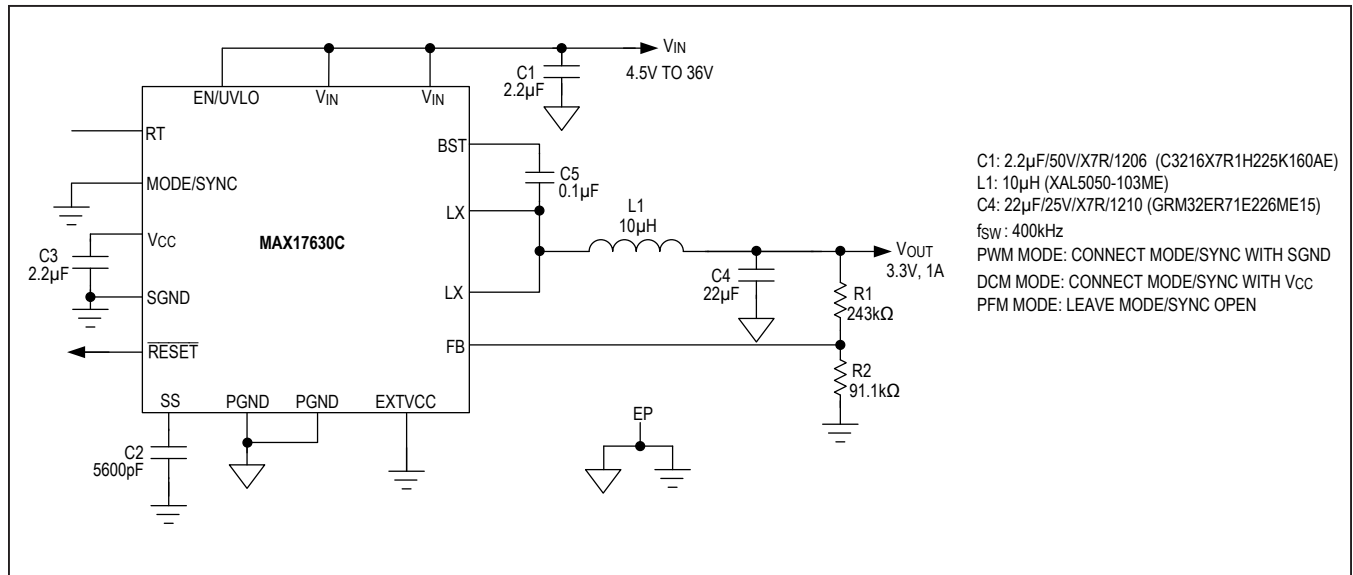 VIN
4.5V TO 36V
C1
2.2µF
EN/UVLO
VIN
VIN
RT
BST
C5
0.1µF
MODE/SYNC
LX
L1
10µH
VCC
MAX17630C
C3
2.2µF
VOUT
3.3V, 1A
C4
22µF
R1
243kΩ
SGND
LX
RESET
FB
R2
91.1kΩ
SS
PGND
PGND
EXTVCC
EP
C2
5600pF
C1: 2.2µF/50V/X7R/1206 (C3216X7R1H225K160AE)
L1: 10µH (XAL5050-103ME)
C4: 22µF/25V/X7R/1210 (GRM32ER71E226ME15)
fSW : 400kHz
PWM MODE: CONNECT MODE/SYNC WITH SGND
DCM MODE: CONNECT MODE/SYNC WITH VCC
PFM MODE: LEAVE MODE/SYNC OPEN